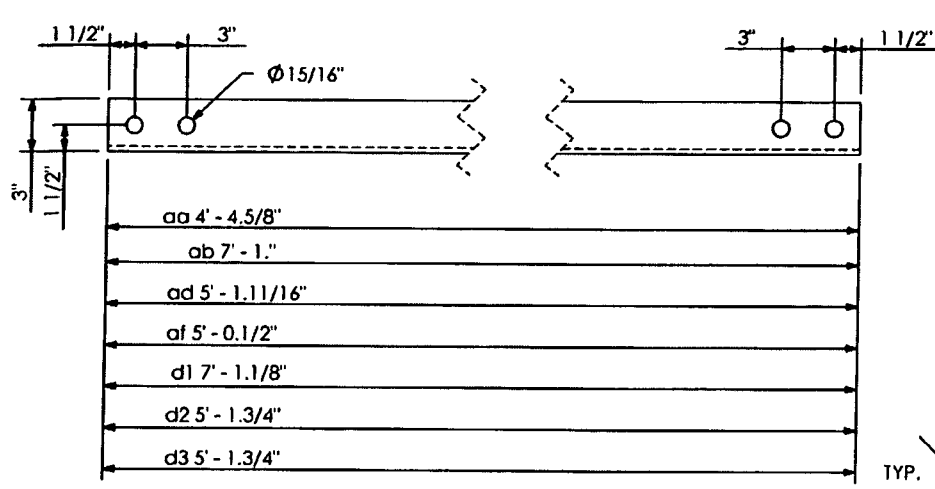 1 1/2"
3"
3"
1 1/2"
Φ15/16"
3"
1 1/2"
aa 4' - 4.5/8"
ab 7' - 1."
ad 5' - 1.11/16"
af 5' - 0.1/2"
d1 7' - 1.1/8"
d2 5' - 1.3/4"
d3 5' - 1.3/4"
TYP.